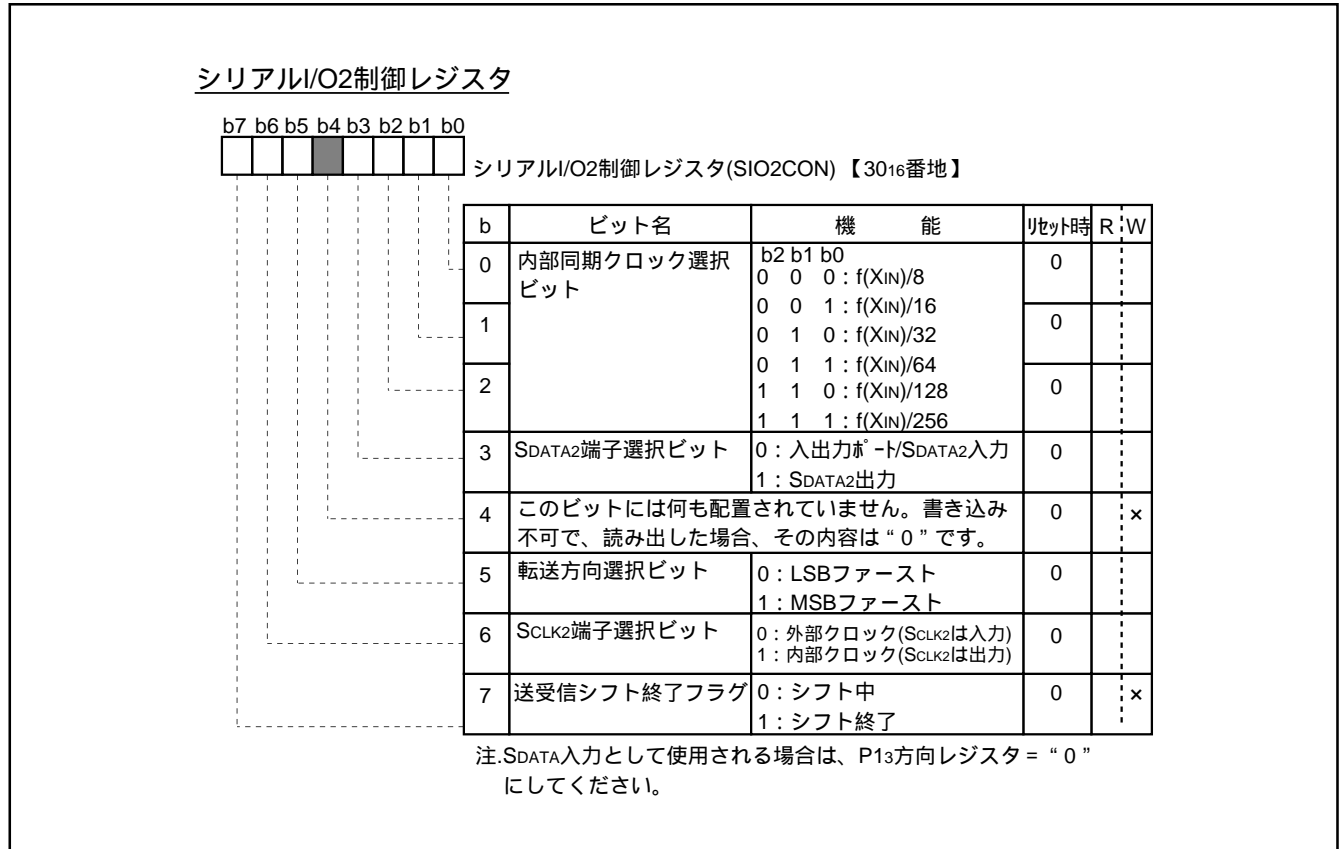 シリアルI/O2制御レジスタ
b7 b6 b5 b4 b3 b2 b1 b0
シリアルI/O2制御レジスタ(SIO2CON) 【3016番地】
b ビット名 機 能 リセット時 R W
0 内部同期クロック選択ビット b2 b1 b0 0
0 0 0：f(XIN)/8
0 0 1：f(XIN)/16
1 0 1 0：f(XIN)/32 0
0 1 1：f(XIN)/64
2 1 1 0：f(XIN)/128 0
1 1 1：f(XIN)/256
3 SDATA2端子選択ビット 0：入出力ポート/SDATA2入力 0
1：SDATA2出力
4 このビットには何も配置されていません。書き込み 0 ×
不可で、読み出した場合、その内容は“0”です。
5 転送方向選択ビット 0：LSBファースト 0
1：MSBファースト
6 SCLK2端子選択ビット 0：外部クロック(SCLK2は入力) 0
1：内部クロック(SCLK2は出力)
7 送受信シフト終了フラグ 0：シフト中 0 ×
1：シフト終了
注.SDATA入力として使用される場合は、P13方向レジスタ=“0”
にしてください。